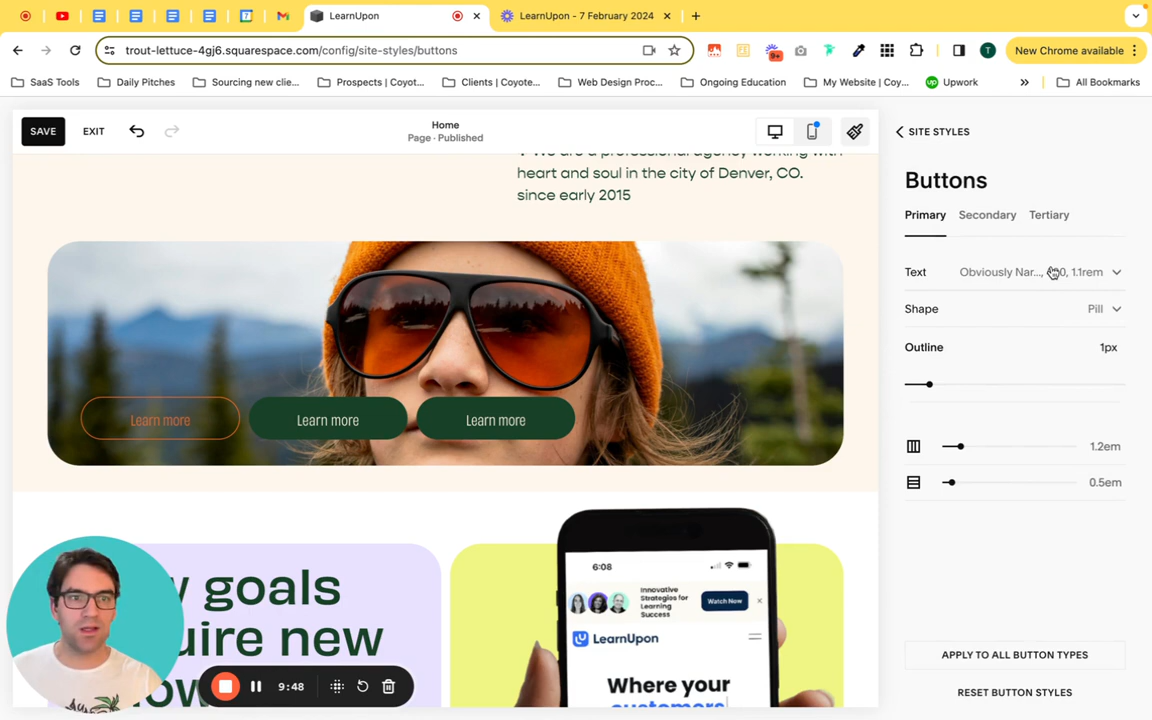 LearnUpon
LearnUpon - 7 February 2024
trout-lettuce-4gj6.squarespace.com/config/site-styles/buttons
9+
T
New Chrome available
SaaS Tools
Daily Pitches
Sourcing new clie...
Prospects | Coyot...
Clients | Coyote...
Web Design Proc...
Ongoing Education
My Website | Coy...
up
Upwork
»
All Bookmarks
SAVE
EXIT
Home
Page · Published
SITE STYLES
Buttons
Primary
Secondary
Tertiary
Text
Obviously Nar..., 
1.1rem
Shape
Pill
Outline
1px
1.2em
0.5em
APPLY TO ALL BUTTON TYPES
RESET BUTTON STYLES
We are a professional agency working with
heart and soul in the city of Denver, CO.
since early 2015
Learn more
Learn more
Learn more
goals
new
6:08
Innovative
Strategies for
Learning
Success
Watch Now
LearnUpon
Where your
customers
9:48